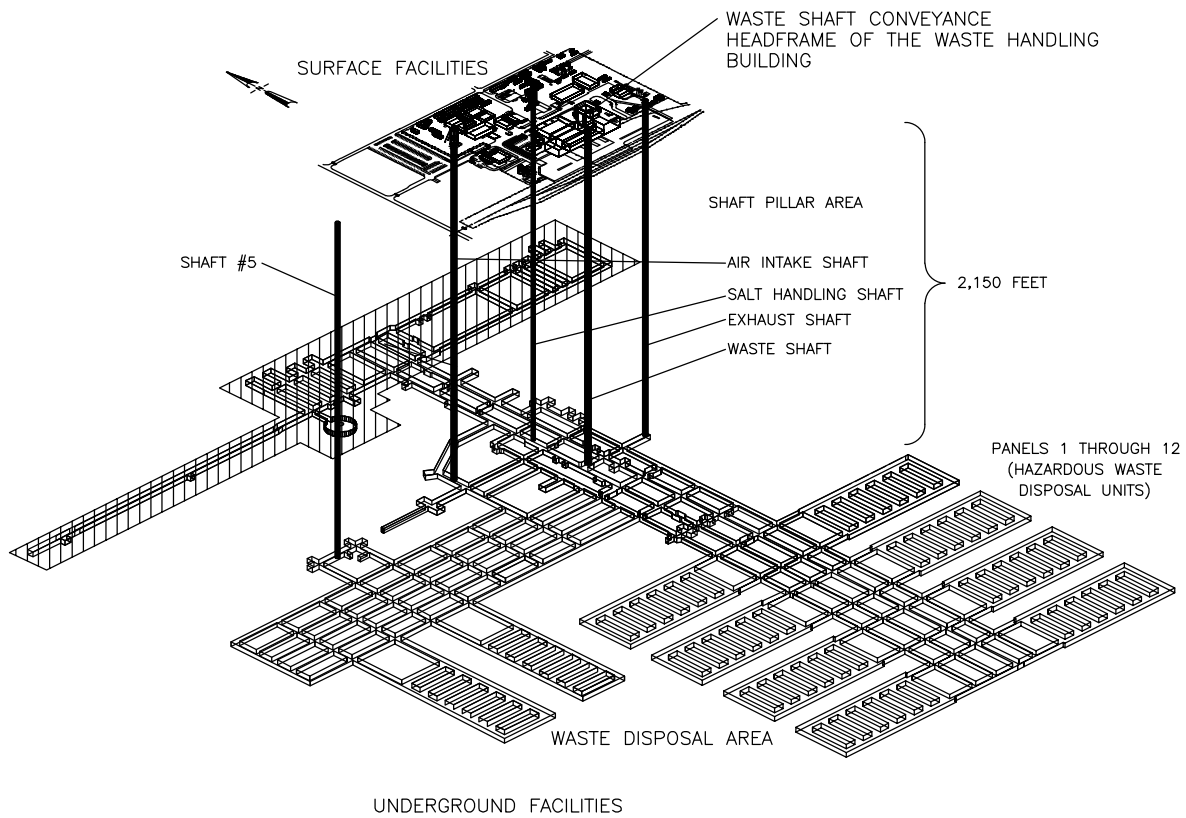 WASTE SHAFT CONVEYANCE
HEADFRAME OF THE WASTE HANDLING
BUILDING
SURFACE FACILITIES
SHAFT PILLAR AREA
SHAFT #5
AIR INTAKE SHAFT
SALT HANDLING SHAFT
2,150 FEET
EXHAUST SHAFT
WASTE SHAFT
PANELS 1 THROUGH 12
(HAZARDOUS WASTE
DISPOSAL UNITS)
WASTE DISPOSAL AREA
UNDERGROUND FACILITIES